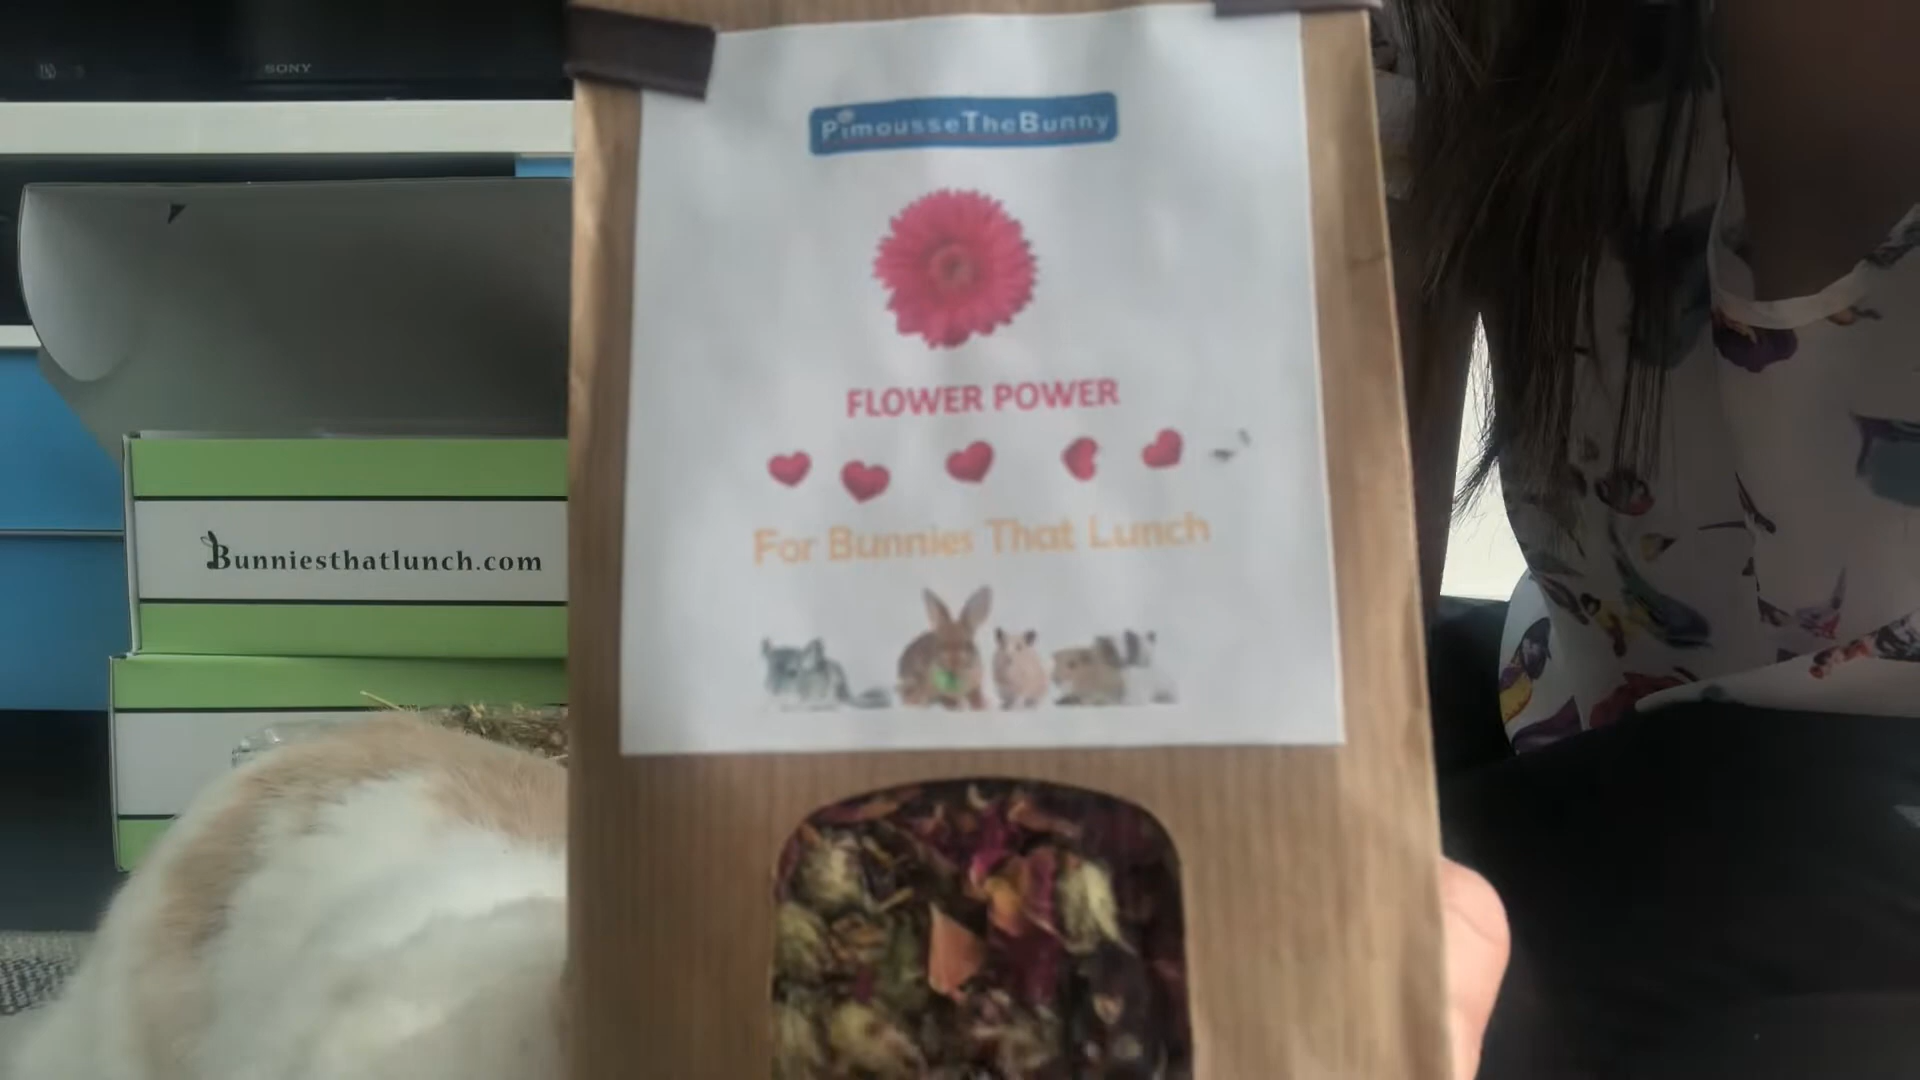 SONY
PimousseTheBunny
FLOWER POWER
For Bunnies That Lunch
Bunniesthatlunch.com